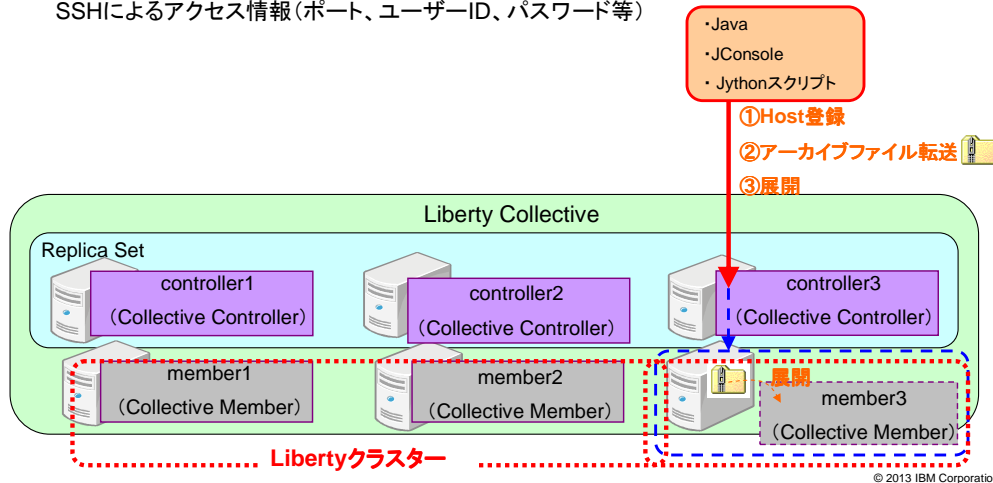 SSHによるアクセス情報（ポート、ユーザーID、パスワード等）
・Java
・JConsole
・Jythonスクリプト
①Host登録
②アーカイブファイル転送
③展開
Liberty Collective
Replica Set
controller1
（Collective Controller）
controller2
（Collective Controller）
controller3
（Collective Controller）
member1
（Collective Member）
member2
（Collective Member）
展開
member3
（Collective Member）
Libertyクラスター
© 2013 IBM Corporatio